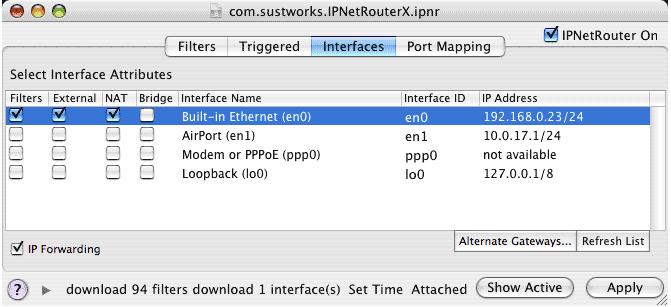 com.sustworks.IPNetRouterX.ipnr
Filters Triggered Interfaces Port Mapping IPNetRouter On
Select Interface Attributes
Filters External NAT Bridge Interface Name Interface ID IP Address
Built-in Ethernet (en0) en0 192.168.0.23/24
AirPort (en1) en1 10.0.17.1/24
Modem or PPPoE (ppp0) ppp0 not available
Loopback (lo0) lo0 127.0.0.1/8
IP Forwarding Alternate Gateways... Refresh List
? download 94 filters download 1 interface(s) Set Time Attached Show Active Apply